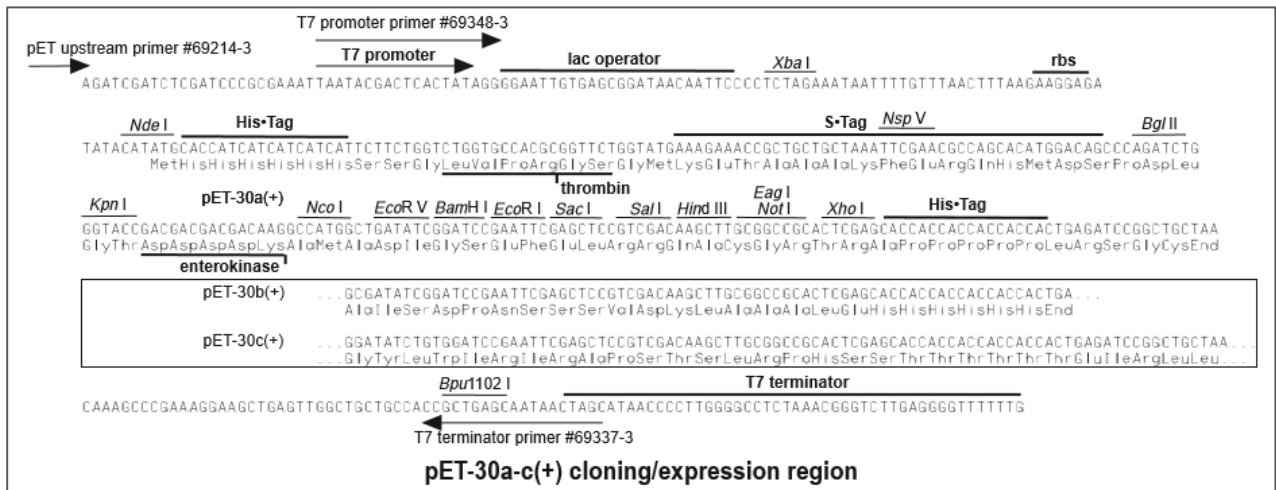 T7 promoter primer #69348-3
pET upstream primer #69214-3
T7 promoter
lac operator
Xba I
rbs
AGATCGATCTCGATCCCGCGAAATTAATACGACTCACTATAGGGGAATTGTGAGCGGATAACAATTCCCCTCTAGAAATAATTTTGTTTAACTTTAAGAAGGAGA
Nde I
His•Tag
S•Tag
Nsp V
Bgl II
TATACATATGCACCATCATCATCATCATTCTTCTGGTCTGGTGCCACGCGGTTCTGGTATGAAAGAAACCGCTGCTGCTAAATTCGAACGCCAGCACATGGACAGCCCAGATCTG
MetHisHisHisHisHisHisSerSerGlyLeuValProArgGlySerGlyMetLysGluThrAlaAlaAlaLysPheGluArgGlnHisMetAspSerProAspLeu
thrombin
Kpn I
pET-30a(+)
Nco I
EcoR V
BamH I
EcoR I
Sac I
Sal I
Hind III
Eag I
Not I
Xho I
His•Tag
GGTACCGACGACGACGACAAGGCCATGGCTGATATCGGATCCGAATTCGAGCTCCGTCGACAAGCTTGCGGCCGCACTCGAGCACCACCACCACCACCACTGAGATCCGGCTGCTAA
GlyThrAspAspAspAspLysAlaMetAlaAspIleGlySerGluPheGluLeuArgArgGlnAlaCysGlyArgThrArgAlaProProProProProLeuArgSerGlyCysEnd
enterokinase
pET-30b(+)
...GCGATATCGGATCCGAATTCGAGCTCCGTCGACAAGCTTGCGGCCGCACTCGAGCACCACCACCACCACCACTGA...
AlaIleSerAspProAsnSerSerSerValAspLysLeuAlaAlaAlaLeuGluHisHisHisHisHisHisEnd
pET-30c(+)
...GGATATCTGTGGATCCGAATTCGAGCTCCGTCGACAAGCTTGCGGCCGCACTCGAGCACCACCACCACCACCACTGAGATCCGGCTGCTAA...
...GlyTyrLeuTrpIleArgIleArgAlaProSerThrSerLeuArgProHisSerSerThrThrThrThrThrThrGluIleArgLeuLeu...
Bpu1102 I
T7 terminator
CAAAGCCCGAAAGGAAGCTGAGTTGGCTGCTGCCACCGCTGAGCAATAACTAGCATAACCCCTTGGGGCCTCTAAACGGGTCTTGAGGGGTTTTTTG
T7 terminator primer #69337-3
pET-30a-c(+) cloning/expression region